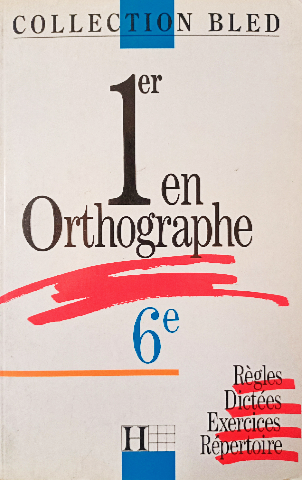 COLLECTION BLED
1er en
Orthographe
6e
Règles
Dictées
Exercices
Répertoire
H